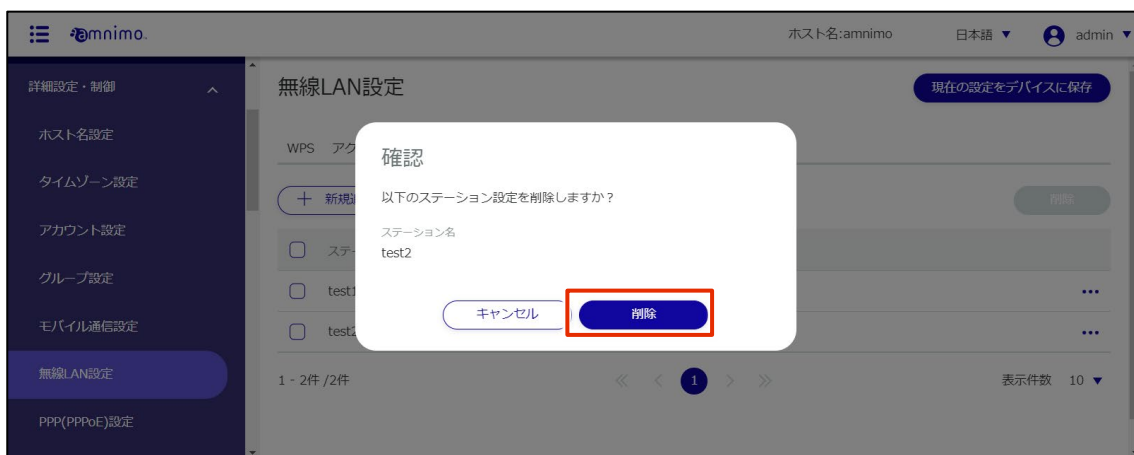 amnimo
ホスト名:amnimo
日本語 ▼
admin ▼
詳細設定・制御
ホスト名設定
タイムゾーン設定
アカウント設定
グループ設定
モバイル通信設定
無線LAN設定
PPP(PPPoE)設定
無線LAN設定
現在の設定をデバイスに保存
WPS アク
+ 新規
削除
ステー
test1
test2
確認
以下のステーション設定を削除しますか？
ステーション名
test2
キャンセル
削除
1 - 2件 /2件
≪ < 1 > ≫
表示件数 10 ▼